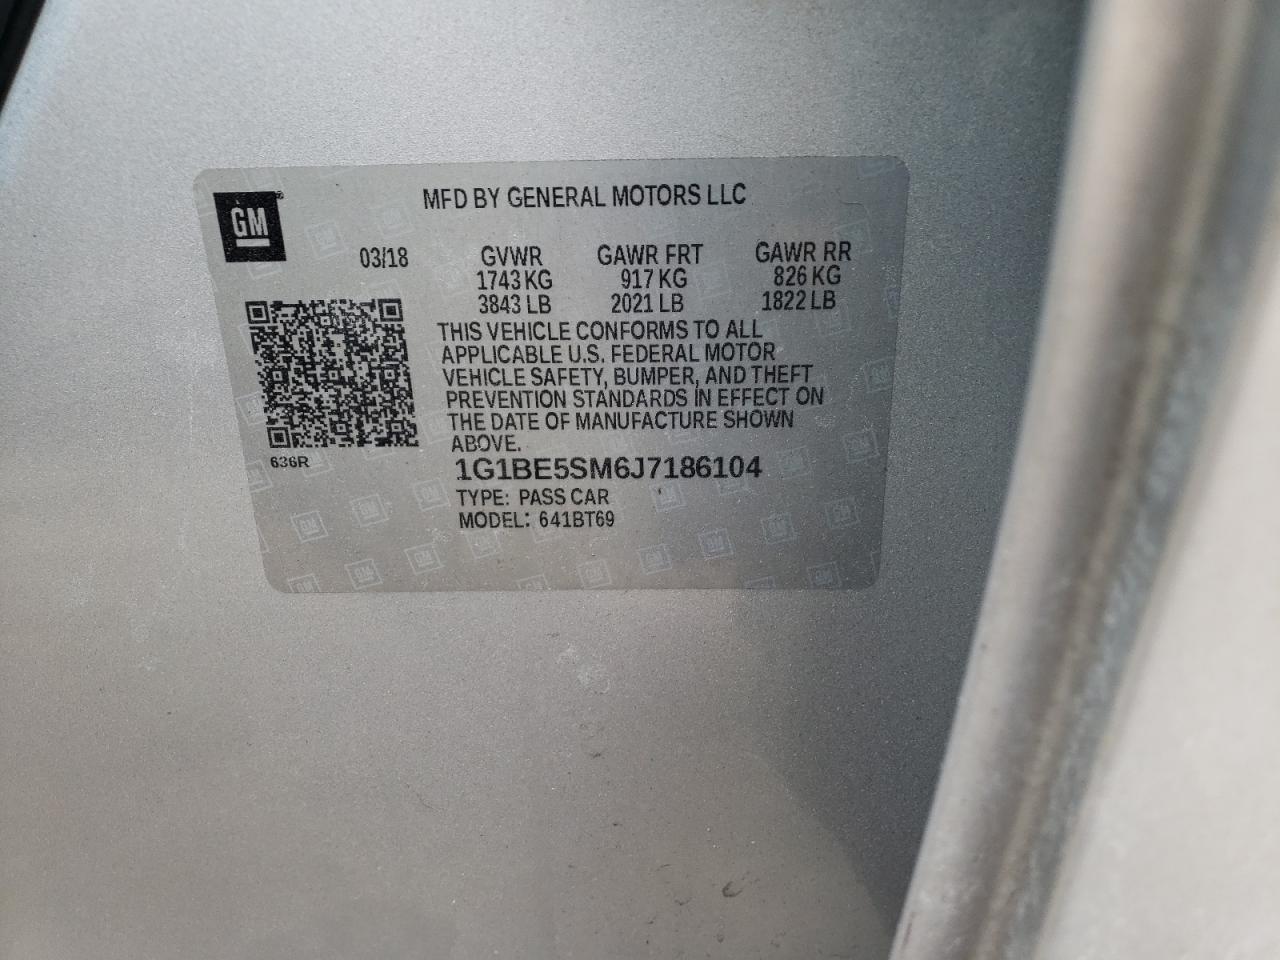 GM
MFD BY GENERAL MOTORS LLC
03/18 GVWR GAWR FRT GAWR RR
1743 KG 917 KG 826 KG
3843 LB 2021 LB 1822 LB
THIS VEHICLE CONFORMS TO ALL
APPLICABLE U.S. FEDERAL MOTOR
VEHICLE SAFETY, BUMPER, AND THEFT
PREVENTION STANDARDS IN EFFECT ON
THE DATE OF MANUFACTURE SHOWN
ABOVE.
636R
1G1BE5SM6J7186104
TYPE: PASS CAR
MODEL: 641BT69